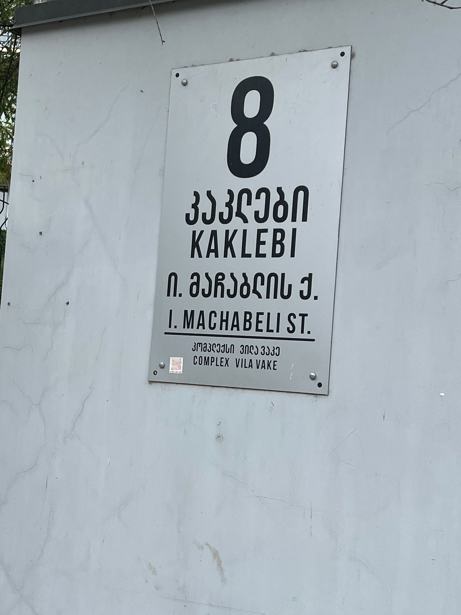 8
კაკლები
KAKLEBI
ი. მაჩაბლის ქ.
I. MACHABELI ST.
კომპლექსი ვილა ვაკე
COMPLEX VILA VAKE